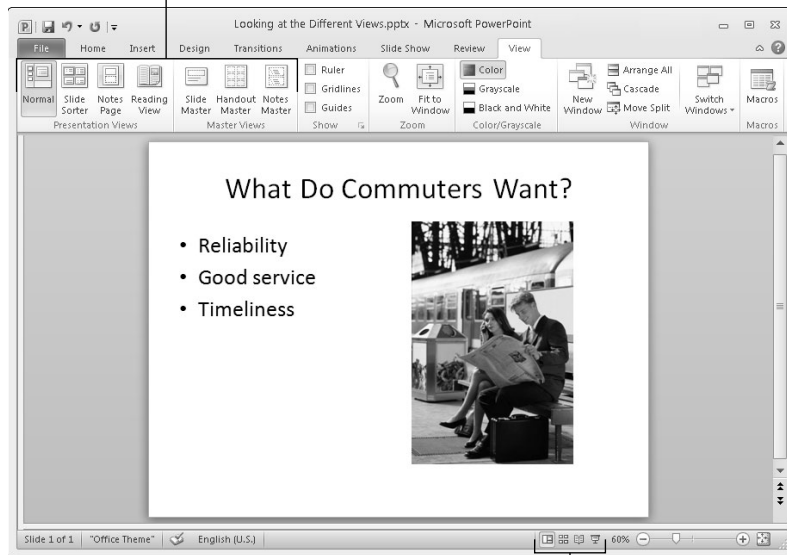 Looking at the Different Views.pptx - Microsoft PowerPoint
File Home Insert Design Transitions Animations Slide Show Review View
Normal Slide Sorter Notes Page Reading View Slide Master Handout Master Notes Master
Ruler
Gridlines
Guides
Zoom Fit to Window
Color
Grayscale
Black and White
New Window
Arrange All
Cascade
Move Split
Switch Windows
Macros
Presentation Views Master Views Show Zoom Color/Grayscale Window Macros
What Do Commuters Want?
• Reliability
• Good service
• Timeliness
Slide 1 of 1 "Office Theme" English (U.S.) 60%